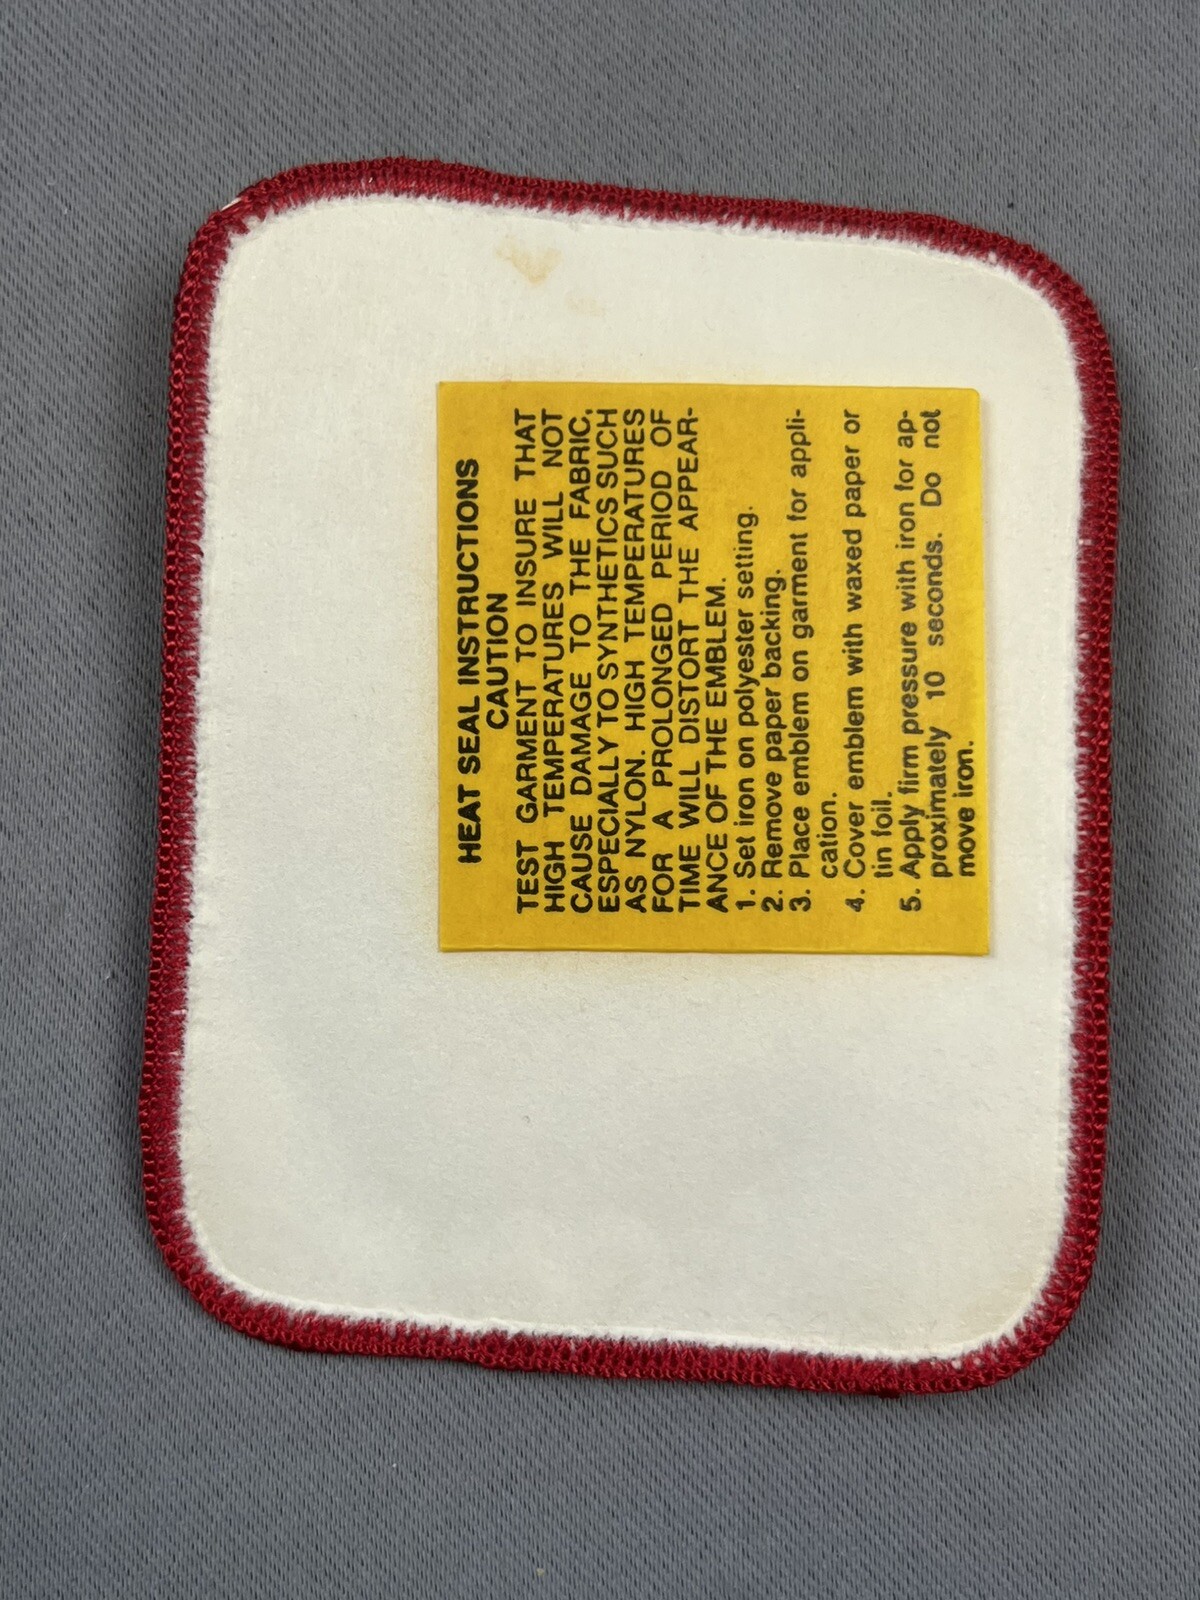 HEAT SEAL INSTRUCTIONS
CAUTION
TEST GARMENT TO INSURE THAT
HIGH TEMPERATURES WILL NOT
CAUSE DAMAGE TO THE FABRIC,
ESPECIALLY TO SYNTHETICS SUCH
AS NYLON. HIGH TEMPERATURES
FOR A PROLONGED PERIOD OF
TIME WILL DISTORT THE APPEAR-
ANCE OF THE EMBLEM.
1. Set iron on polyester setting.
2. Remove paper backing.
3. Place emblem on garment for appli-
cation.
4. Cover emblem with waxed paper or
tin foil.
5. Apply firm pressure with iron for ap-
proximately 10 seconds. Do not
move iron.